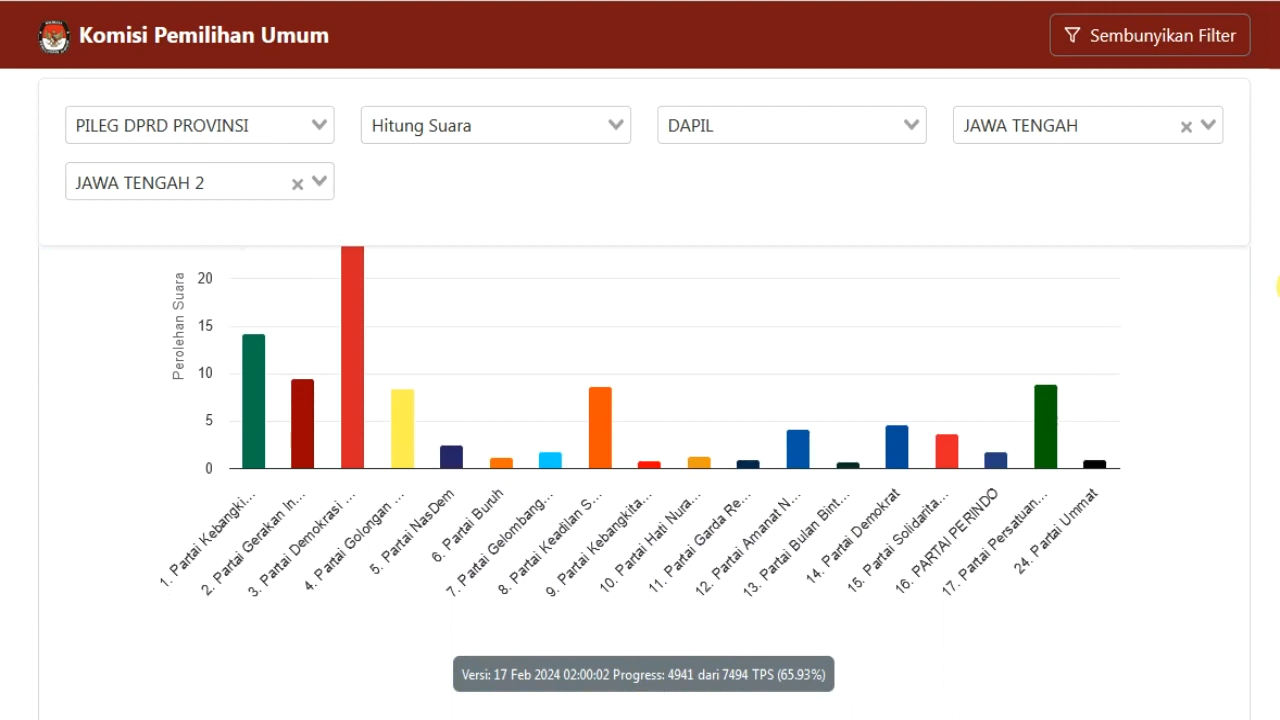 Komisi Pemilihan Umum
Sembunyikan Filter
PILEG DPRD PROVINSI
Hitung Suara
DAPIL
JAWA TENGAH
JAWA TENGAH 2
Perolehan Suara
20
15
10
5
0
1. Partai Kebangki...
2. Partai Gerakan In...
3. Partai Demokrasi ...
4. Partai Golongan ...
5. Partai NasDem
6. Partai Buruh
7. Partai Gelombang...
8. Partai Keadilan S...
9. Partai Kebangkita...
10. Partai Hati Nura...
11. Partai Garda Re...
12. Partai Amanat N...
13. Partai Bulan Bint...
14. Partai Demokrat
15. Partai Solidarita...
16. PARTAI PERINDO
17. Partai Persatuan...
24. Partai Ummat
Versi: 17 Feb 2024 02:00:02 Progress: 4941 dari 7494 TPS (65.93%)